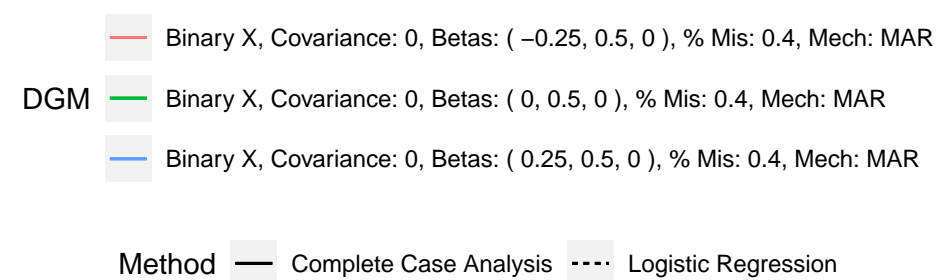 Binary X, Covariance: 0, Betas: ( −0.25, 0.5, 0 ), % Mis: 0.4, Mech: MAR
DGM Binary X, Covariance: 0, Betas: ( 0, 0.5, 0 ), % Mis: 0.4, Mech: MAR
Binary X, Covariance: 0, Betas: ( 0.25, 0.5, 0 ), % Mis: 0.4, Mech: MAR
Method Complete Case Analysis Logistic Regression